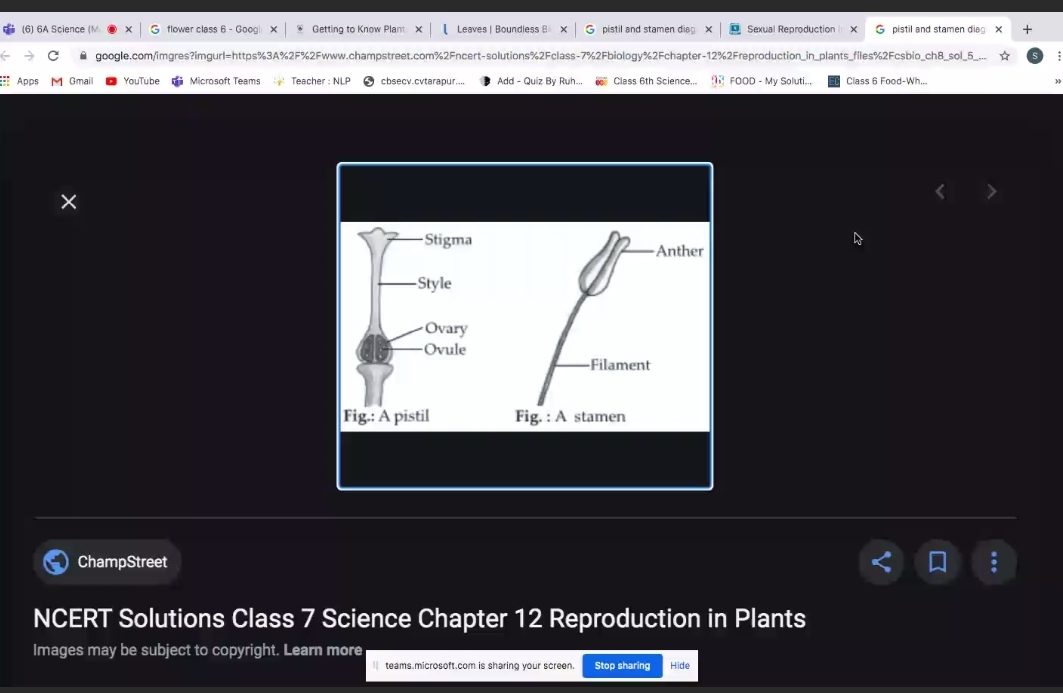 (6) 6A Science (M
flower class 6 - Googl
Getting to Know Plant
Leaves | Boundless Bi
pistil and stamen diag
Sexual Reproduction i
pistil and stamen diag
google.com/imgres?imgurl=https%3A%2F%2Fwww.champstreet.com%2Fncert-solutions%2Fclass-7%2Fbiology%2Fchapter-12%2Freproduction_in_plants_files%2Fcsbio_ch8_sol_5_...
S
Apps
Gmail
YouTube
Microsoft Teams
Teacher : NLP
cbsecv.cvtarapur....
Add - Quiz By Ruh...
Class 6th Science...
FOOD - My Soluti...
Class 6 Food-Wh...
Stigma
Style
Ovary
Ovule
Fig.: A pistil
Anther
Filament
Fig. : A stamen
ChampStreet
NCERT Solutions Class 7 Science Chapter 12 Reproduction in Plants
Images may be subject to copyright. Learn more
teams.microsoft.com is sharing your screen.
Stop sharing
Hide